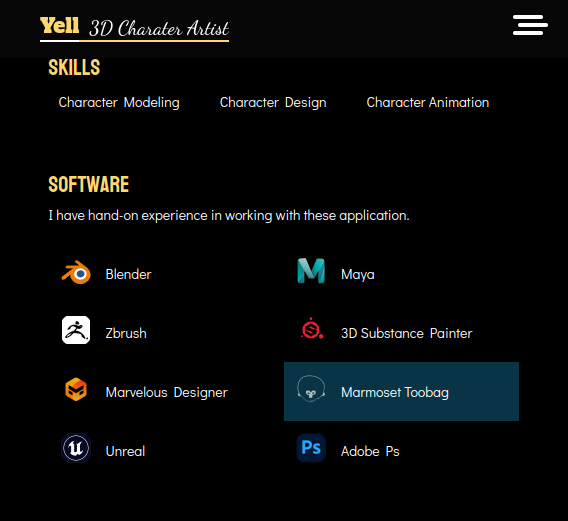 Yell 3D Charater Artist
SKILLS
Character Modeling Character Design Character Animation
SOFTWARE
I have hand-on experience in working with these application.
Blender Maya
Zbrush 3D Substance Painter
Marvelous Designer Marmoset Toobag
Unreal Ps Adobe Ps